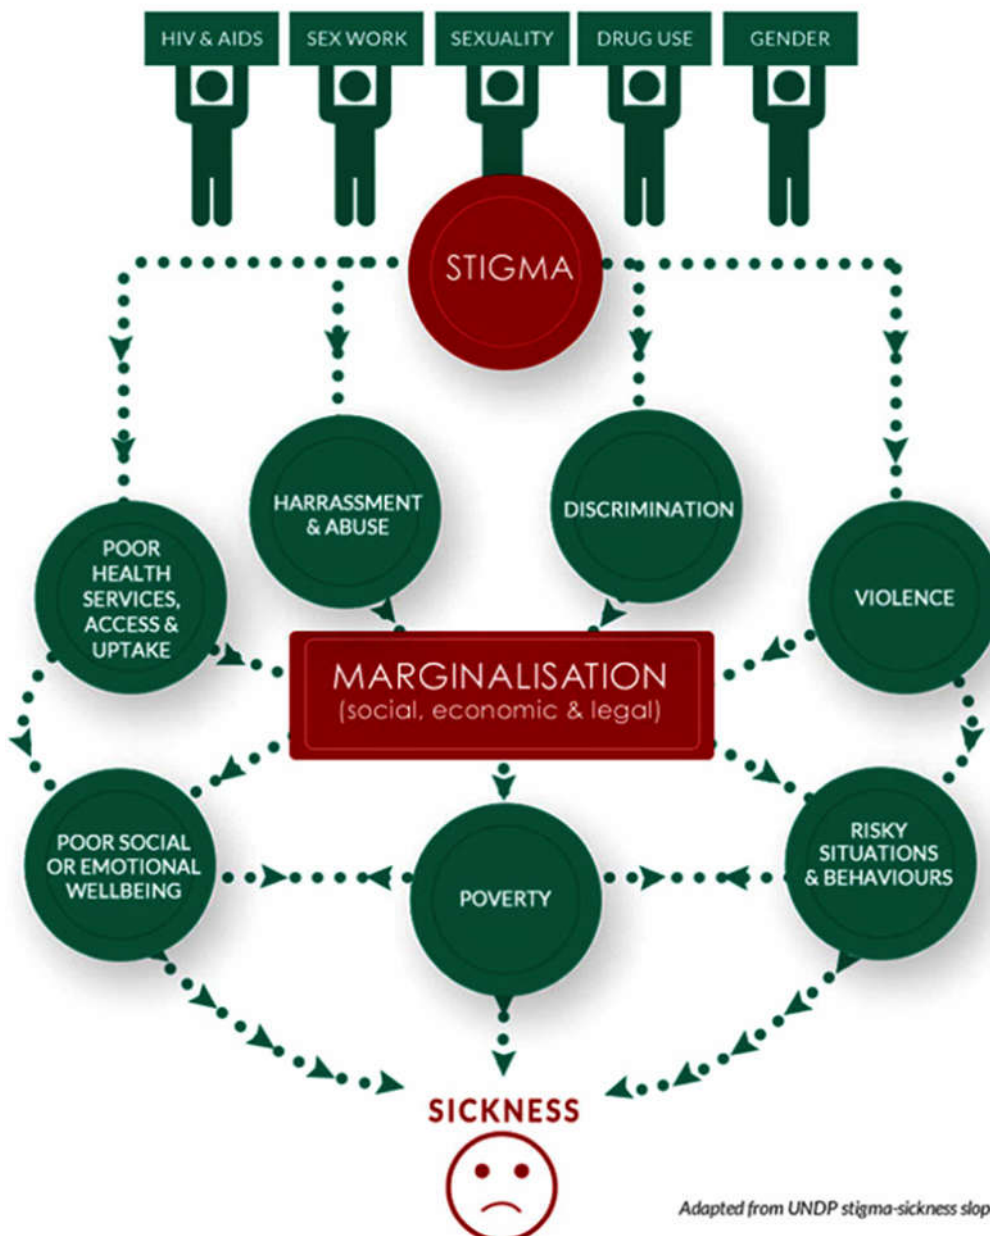 HIV & AIDS
SEX WORK
SEXUALITY
DRUG USE
GENDER
STIGMA
HARRASSMENT
& ABUSE
DISCRIMINATION
POOR
HEALTH
SERVICES,
ACCESS &
UPTAKE
VIOLENCE
MARGINALISATION
(social, economic & legal)
POOR SOCIAL
OR EMOTIONAL
WELLBEING
POVERTY
RISKY
SITUATIONS
& BEHAVIOURS
SICKNESS
Adapted from UNDP stigma-sickness slop